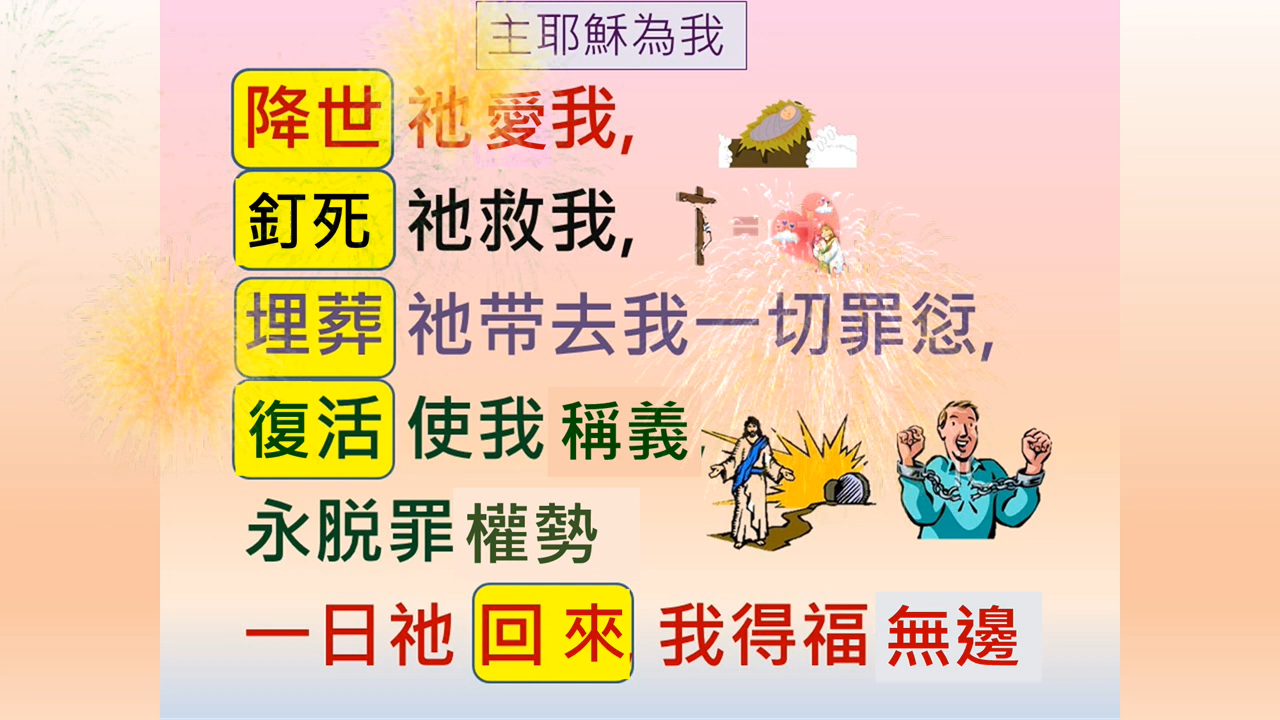 主耶穌為我
降世 祂愛我,
釘死 祂救我,
埋葬 祂带去我一切罪愆,
復活 使我 稱義,
永脱罪 權勢
一日祂 回來, 我得福 無邊